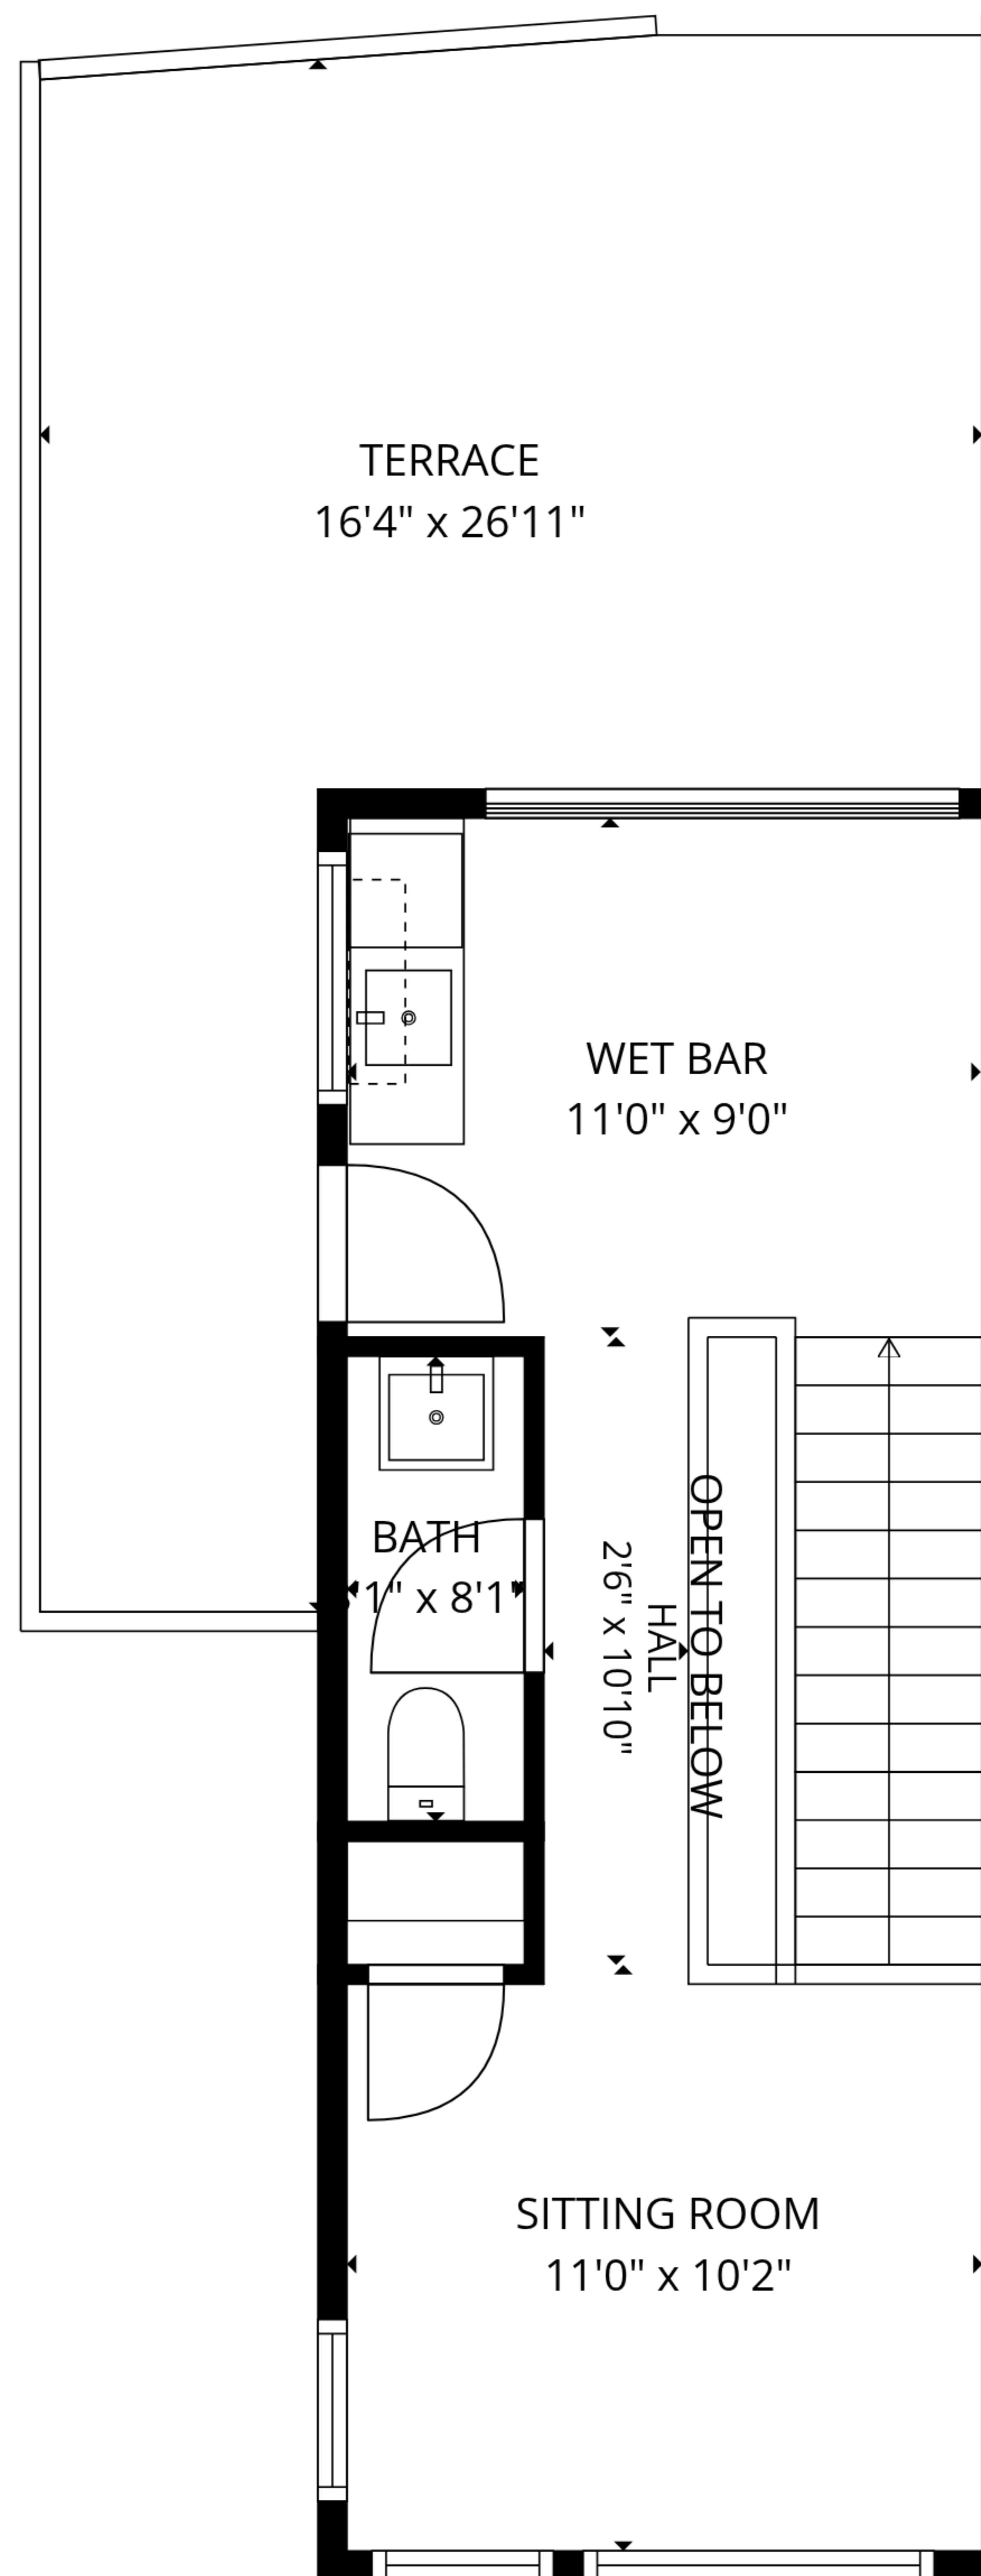 TERRACE
16'4" x 26'11"
WET BAR
11'0" x 9'0"
BATH
'1" x 8'1"
HALL
2'6" x 10'10"
OPEN TO BELOW
SITTING ROOM
11'0" x 10'2"